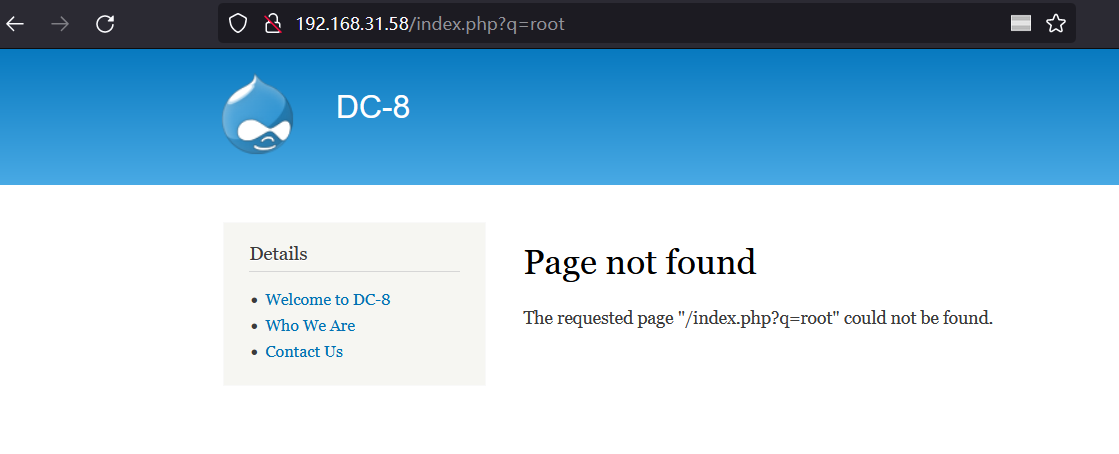 192.168.31.58/index.php?q=root
DC-8
Details
Welcome to DC-8
Who We Are
Contact Us
Page not found
The requested page "/index.php?q=root" could not be found.